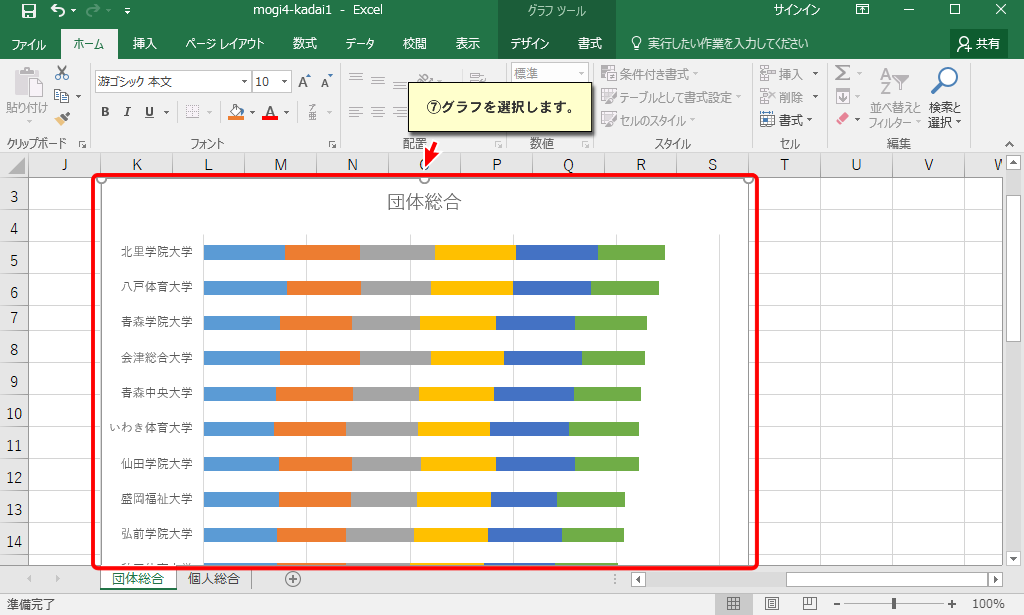 mogi4-kadai1 - Excel
グラフ ツール
サインイン
ファイル ホーム 挿入 ページ レイアウト 数式 データ 校閲 表示 デザイン 書式 実行したい作業を入力してください 共有
貼り付け
游ゴシック 本文 10
標準
条件付き書式
テーブルとして書式設定
セルのスタイル
挿入
削除
書式
並べ替えと
フィルター
検索と
選択
B I U
⑦グラフを選択します。
クリップボード フォント 配置 数値 スタイル セル 編集
J K L M N O P Q R S T U V W
3
4
5
6
7
8
9
10
11
12
13
14
団体総合
北里学院大学
八戸体育大学
青森学院大学
会津総合大学
青森中央大学
いわき体育大学
仙田学院大学
盛岡福祉大学
弘前学院大学
団体総合 個人総合
準備完了
100%